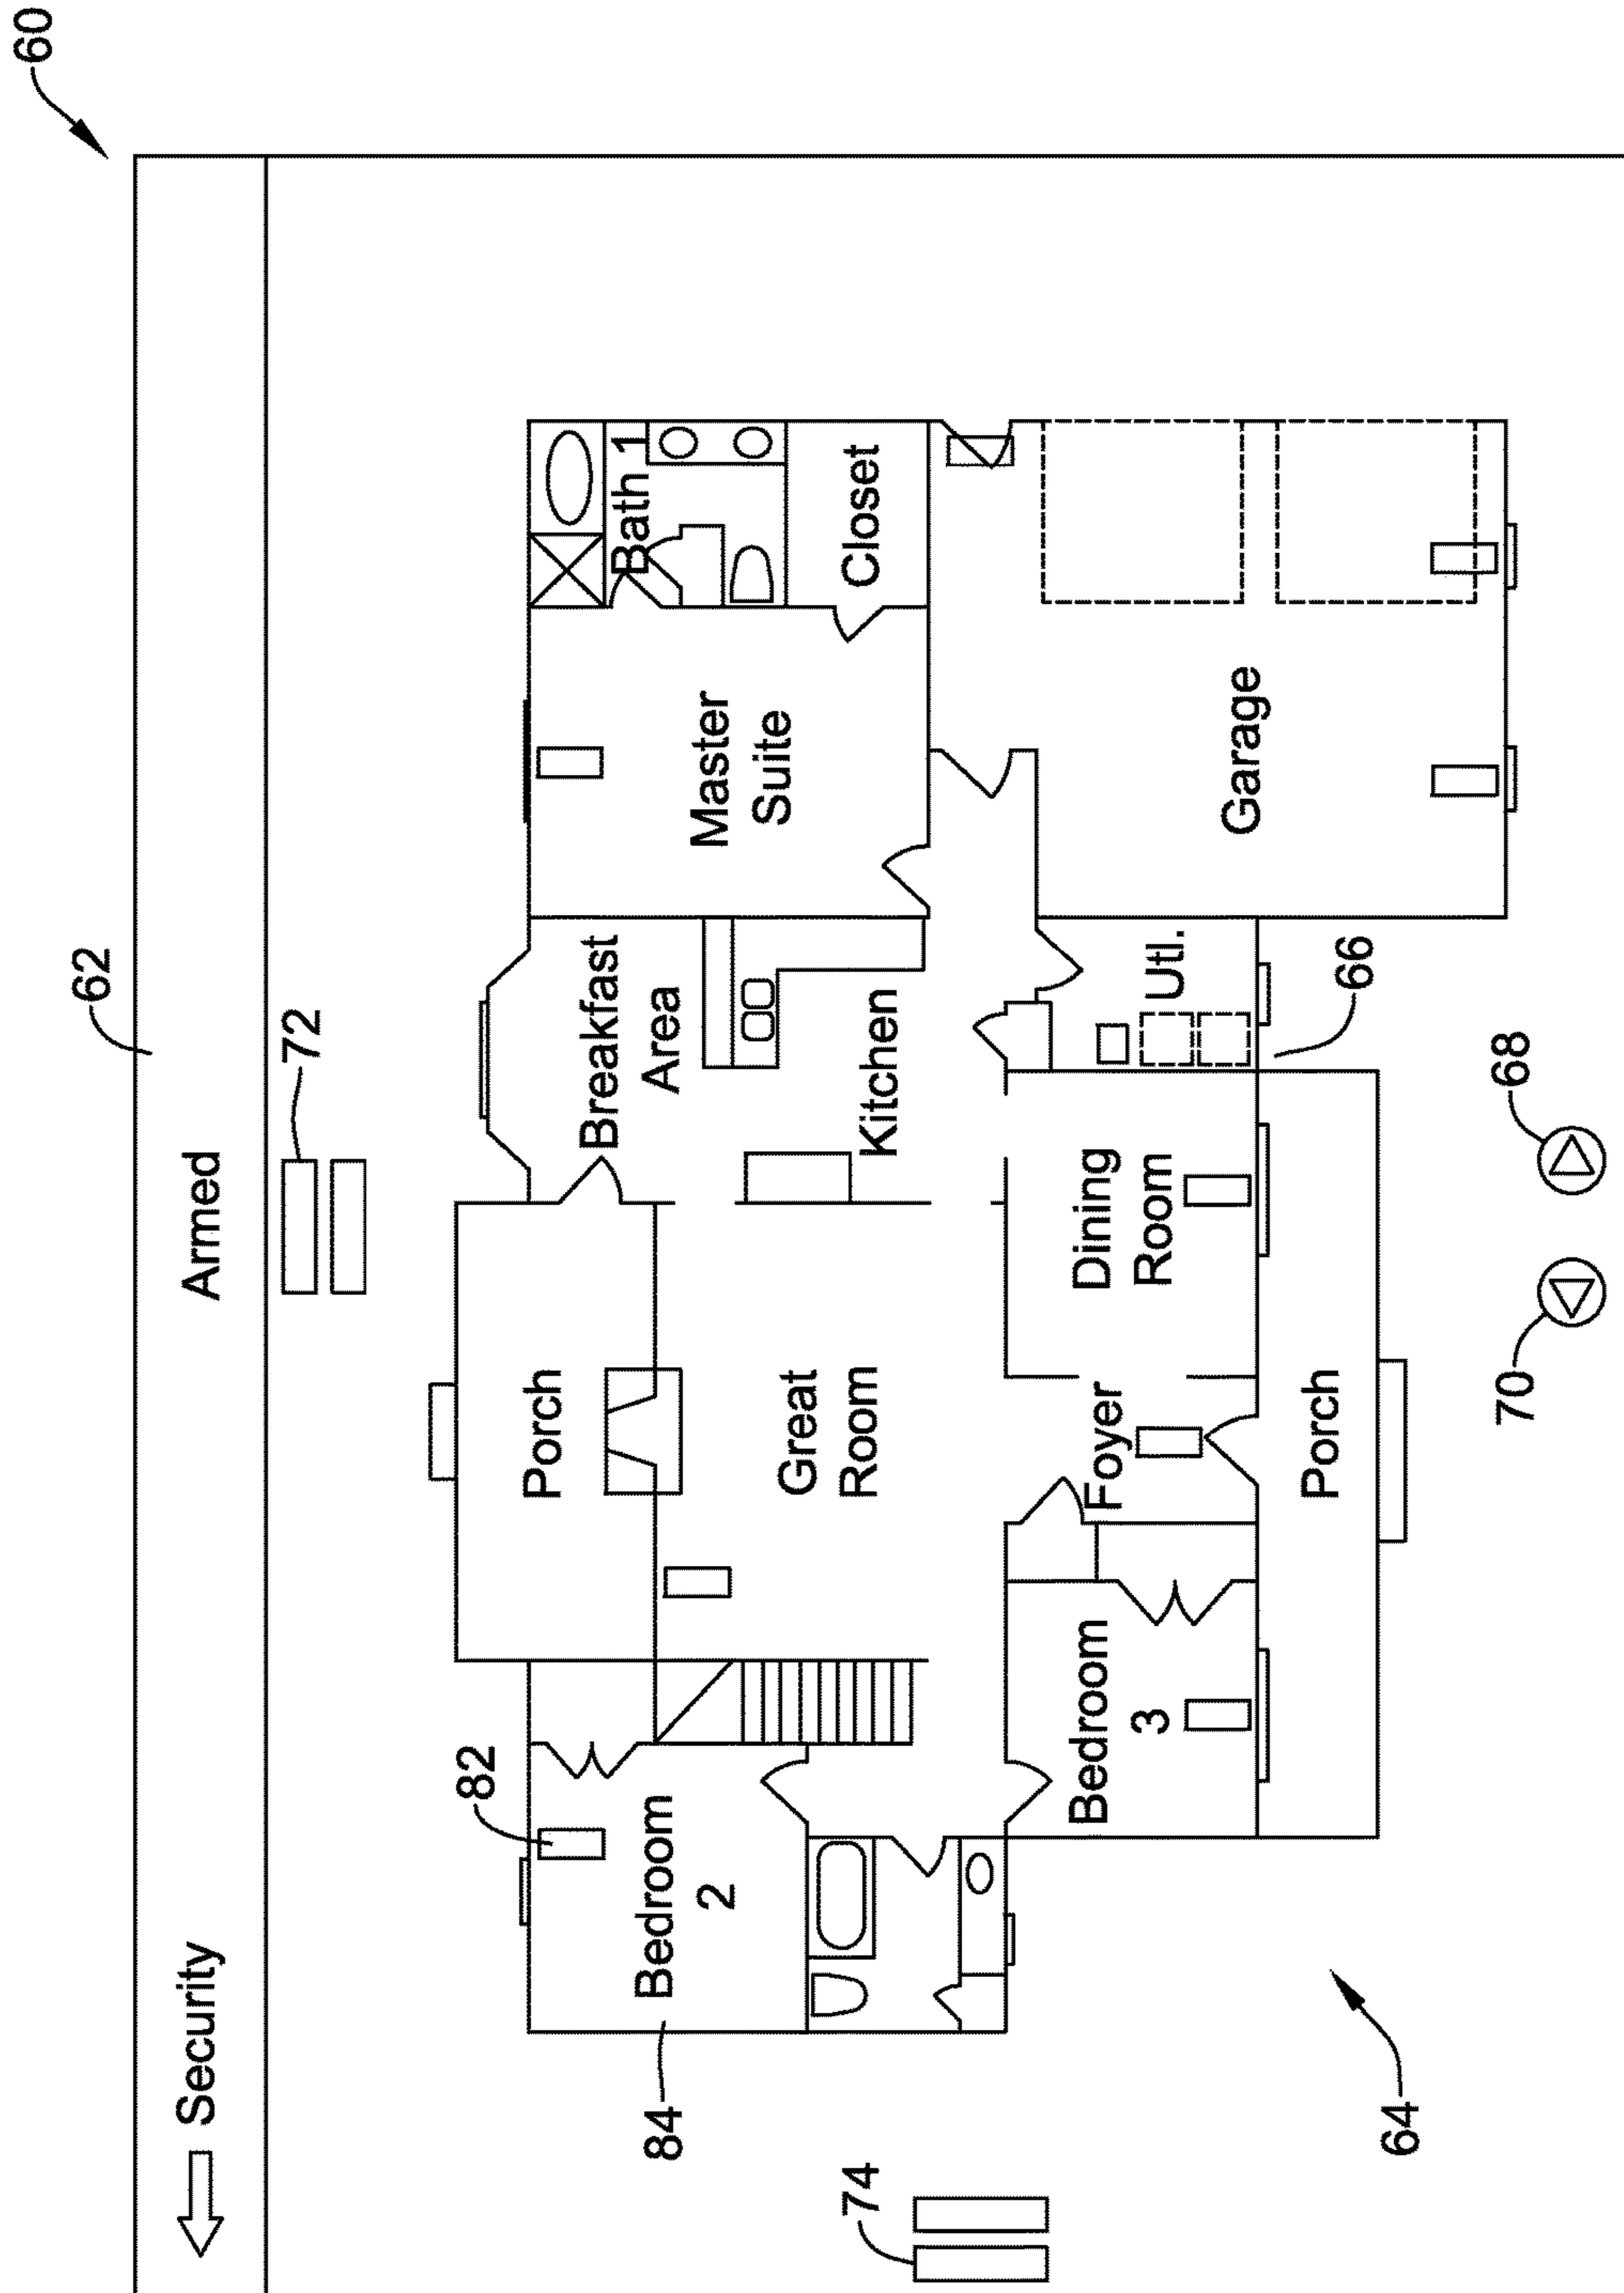 60
62
Security
Armed
72
82
Porch
Breakfast
Area
Bath 1
Bedroom
2
84
Great
Room
Kitchen
Master
Suite
Closet
74
Bedroom
3
Foyer
Dining
Room
Utl.
Garage
Porch
66
64
70
68